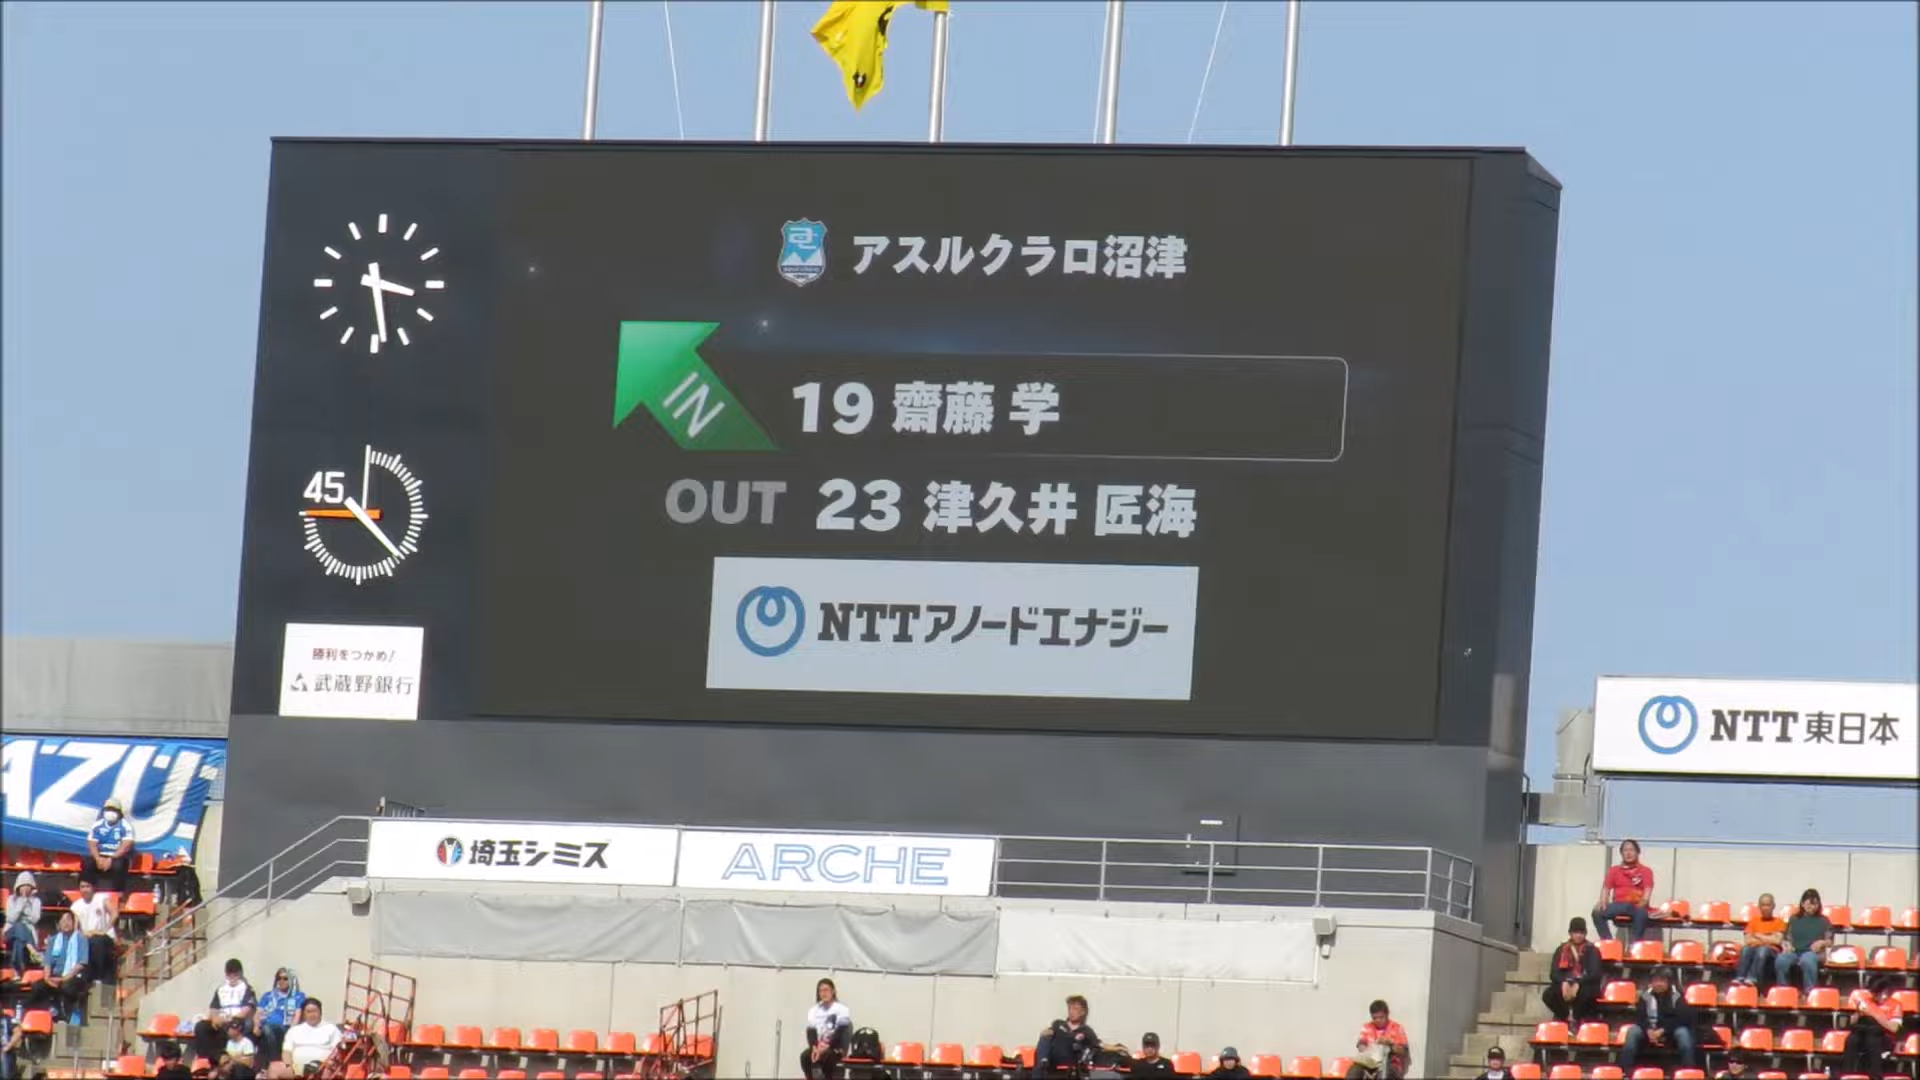 アスルクラロ沼津
IN
19 齋藤 学
OUT 23 津久井 匠海
NTTアノードエナジー
45
勝利をつかめ!
武蔵野銀行
NTT東日本
AZU
埼玉シミズ
ARCHE